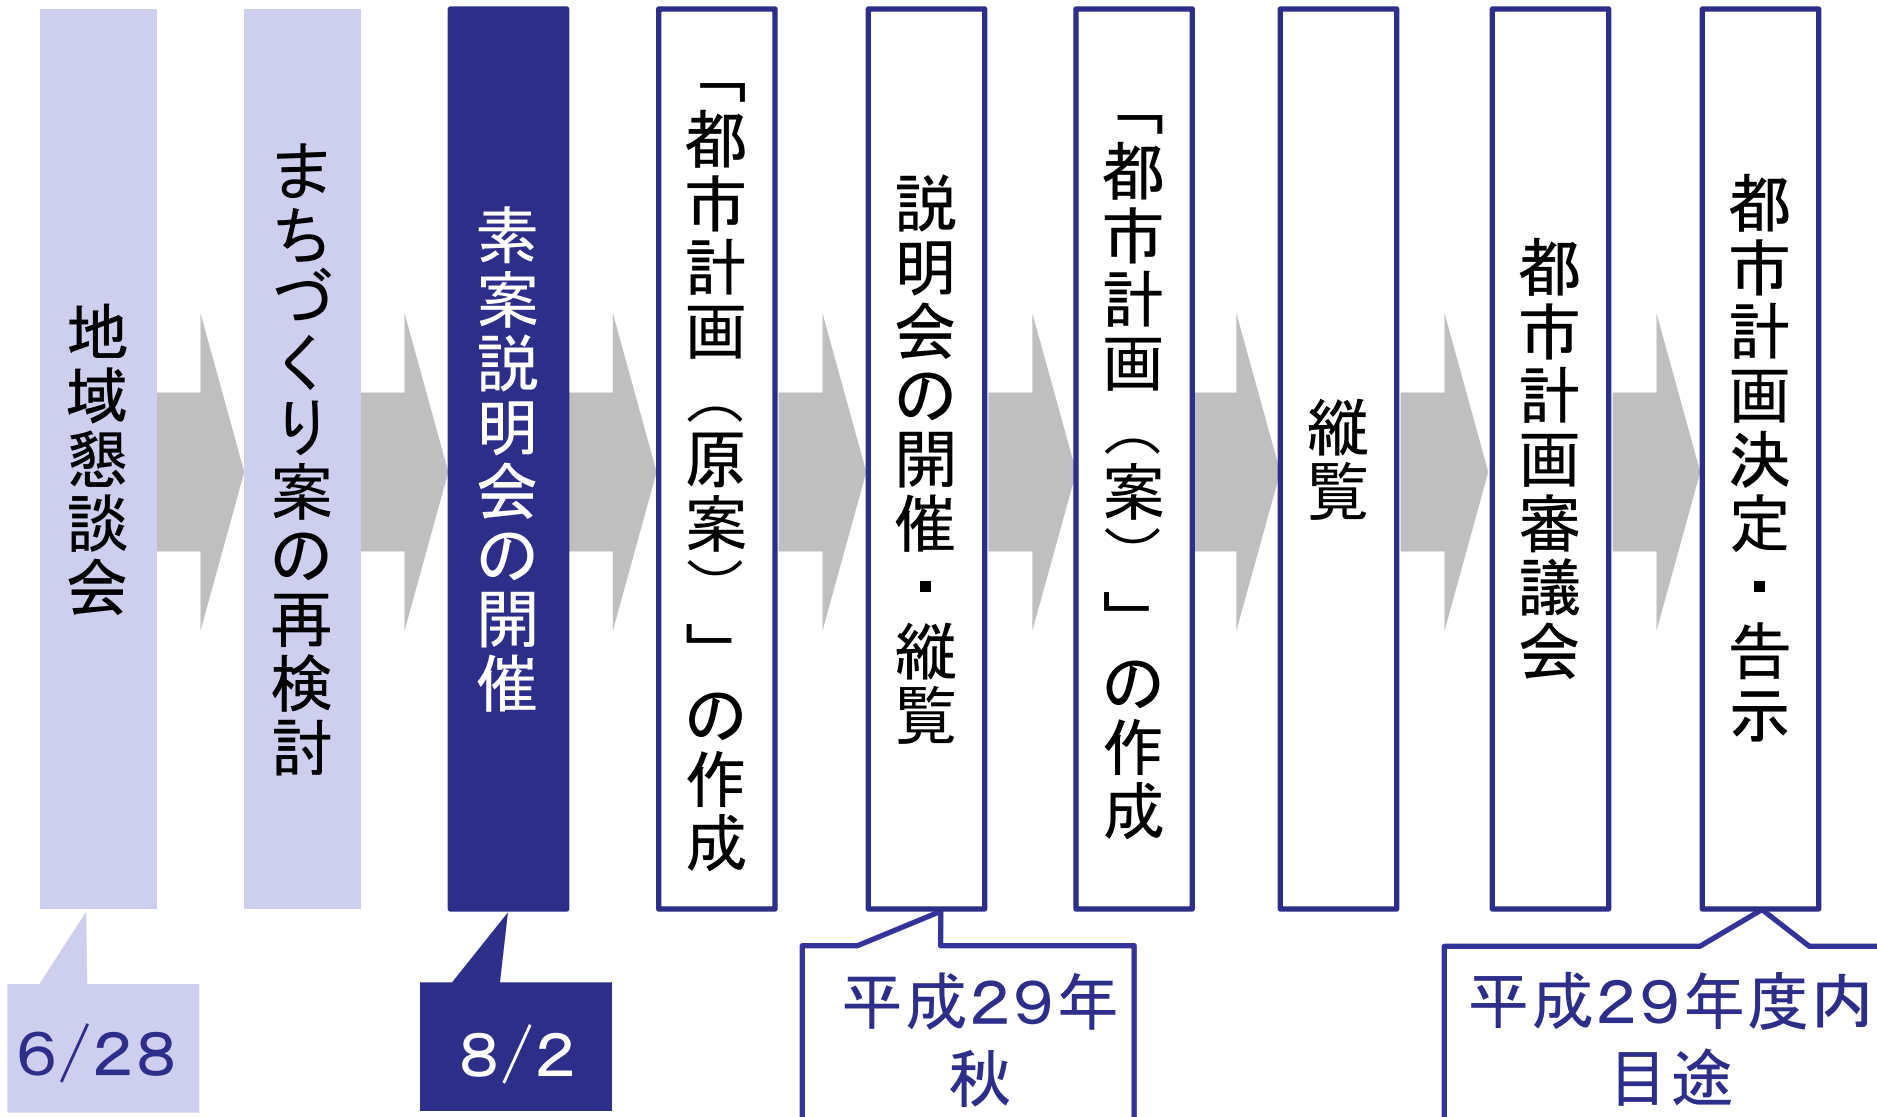 地域懇談会
まちづくり案の再検討
素案説明会の開催
「都市計画（原案）」の作成
説明会の開催・縦覧
「都市計画（案）」の作成
縦覧
都市計画審議会
都市計画決定・告示
6/28
8/2
平成29年
秋
平成29年度内
目途